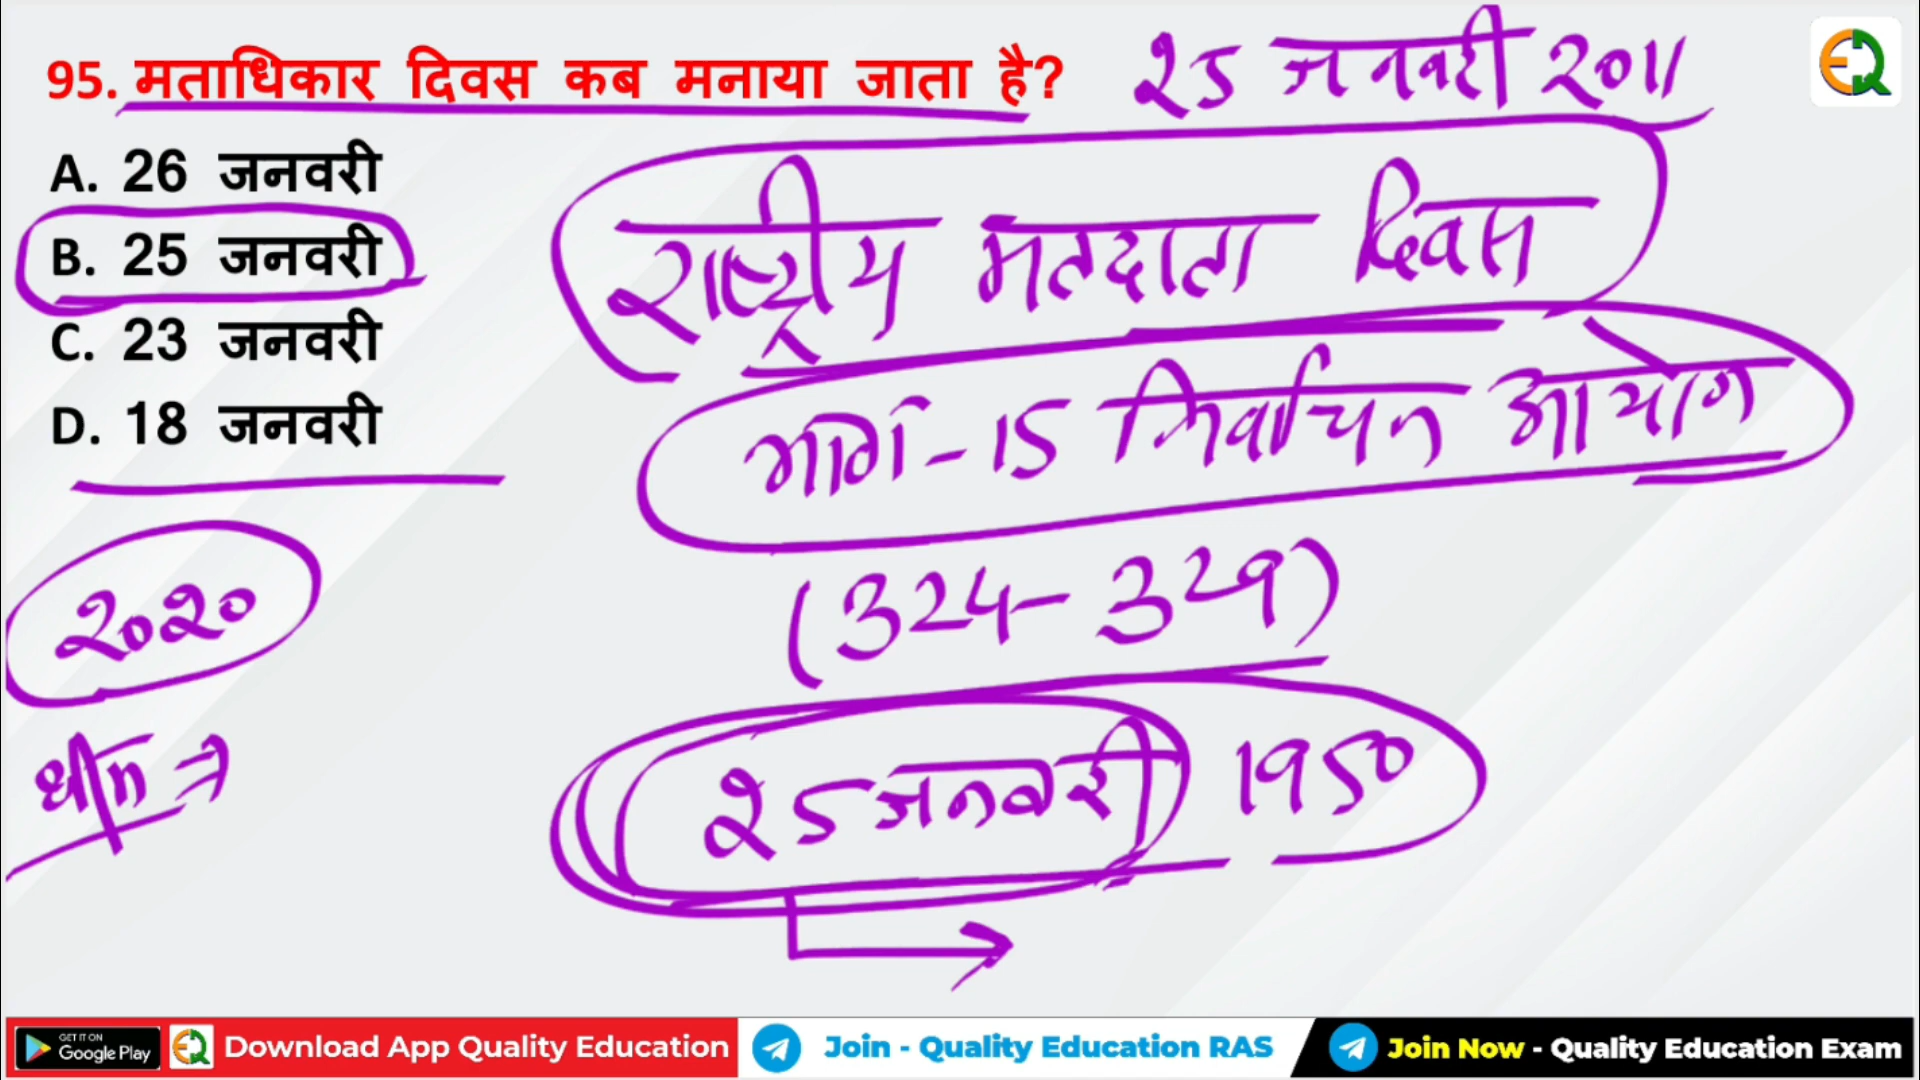 95. मताधिकार दिवस कब मनाया जाता है?
25 जनवरी 2011
A. 26 जनवरी
B. 25 जनवरी
C. 23 जनवरी
D. 18 जनवरी
राष्ट्रीय मतदाता दिवस
भाग - 15 निर्वाचन आयोग
(324 - 329)
25 जनवरी 1950
2020
GET IT ON
Google Play
EQ
Download App Quality Education
Join - Quality Education RAS
Join Now - Quality Education Exam